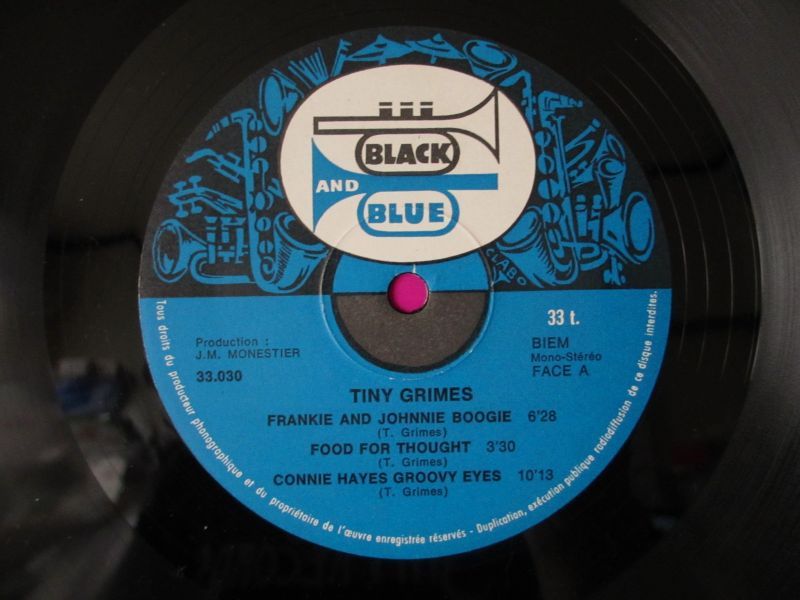 BLACK
AND
BLUE
CLABO
33 t.
Production :
J.M. MONESTIER
33.030
BIEM
Mono-Stéréo
FACE A
TINY GRIMES
FRANKIE AND JOHNNIE BOOGIE 6'28
(T. Grimes)
FOOD FOR THOUGHT 3'30
(T. Grimes)
CONNIE HAYES GROOVY EYES 10'13
(T. Grimes)
Tous droits du producteur phonographique et du propriétaire de l'œuvre enregistrée réservés - Duplication, exécution publique radiodiffusion de ce disque interdites.